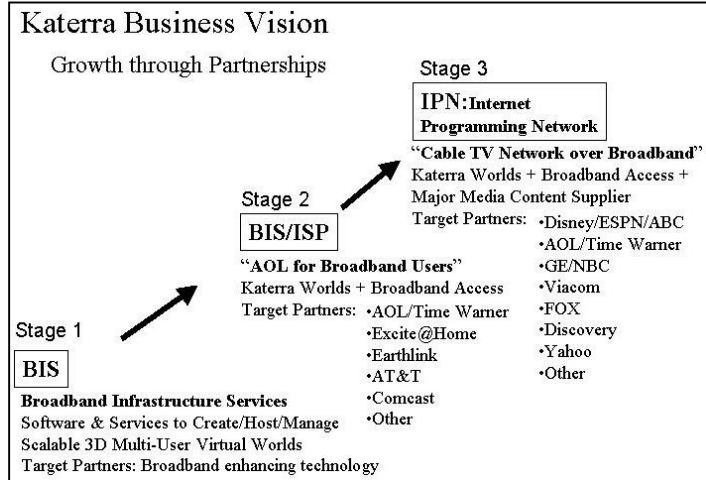 Katerra Business Vision
Growth through Partnerships
Stage 1
BIS
Broadband Infrastructure Services
Software & Services to Create/Host/Manage
Scalable 3D Multi-User Virtual Worlds
Target Partners: Broadband enhancing technology
Stage 2
BIS/ISP
“AOL for Broadband Users”
Katerra Worlds + Broadband Access
Target Partners: •AOL/Time Warner
•Excite@Home
•Earthlink
•AT&T
•Comcast
•Other
Stage 3
IPN: Internet
Programming Network
“Cable TV Network over Broadband”
Katerra Worlds + Broadband Access +
Major Media Content Supplier
Target Partners: •Disney/ESPN/ABC
•AOL/Time Warner
•GE/NBC
•Viacom
•FOX
•Discovery
•Yahoo
•Other